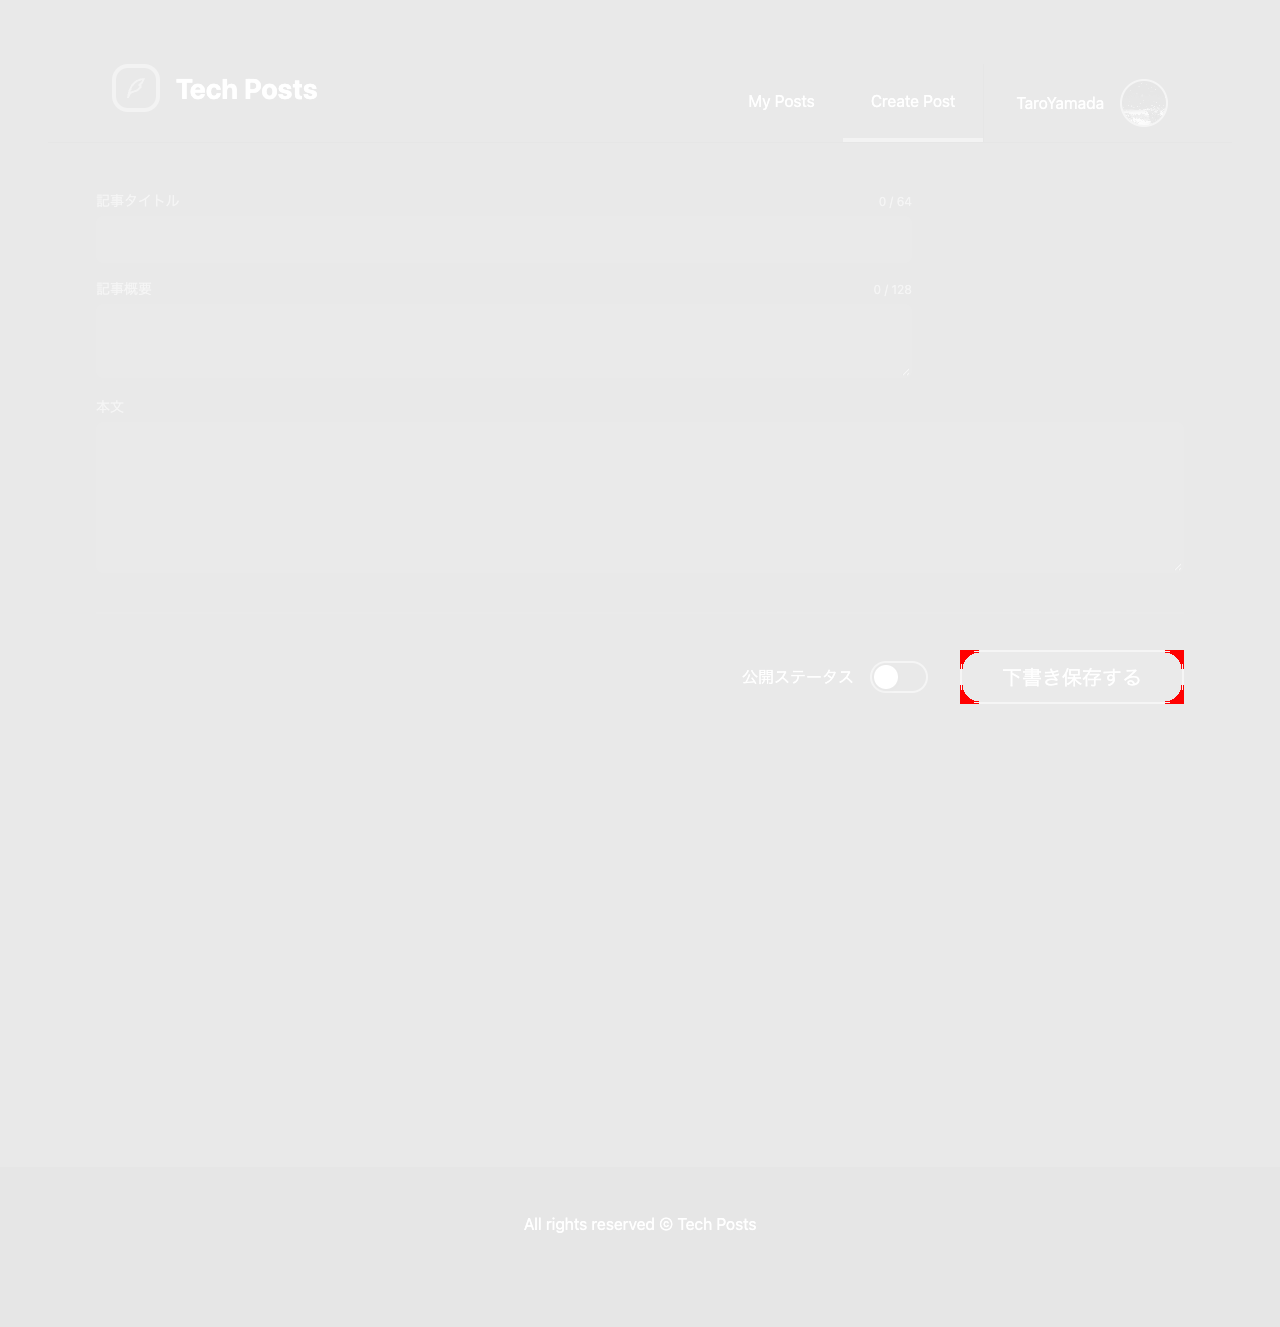 Tech Posts
My Posts
Create Post
TaroYamada
記事タイトル
0 / 64
記事概要
0 / 128
本文
公開ステータス
下書き保存する
All rights reserved © Tech Posts